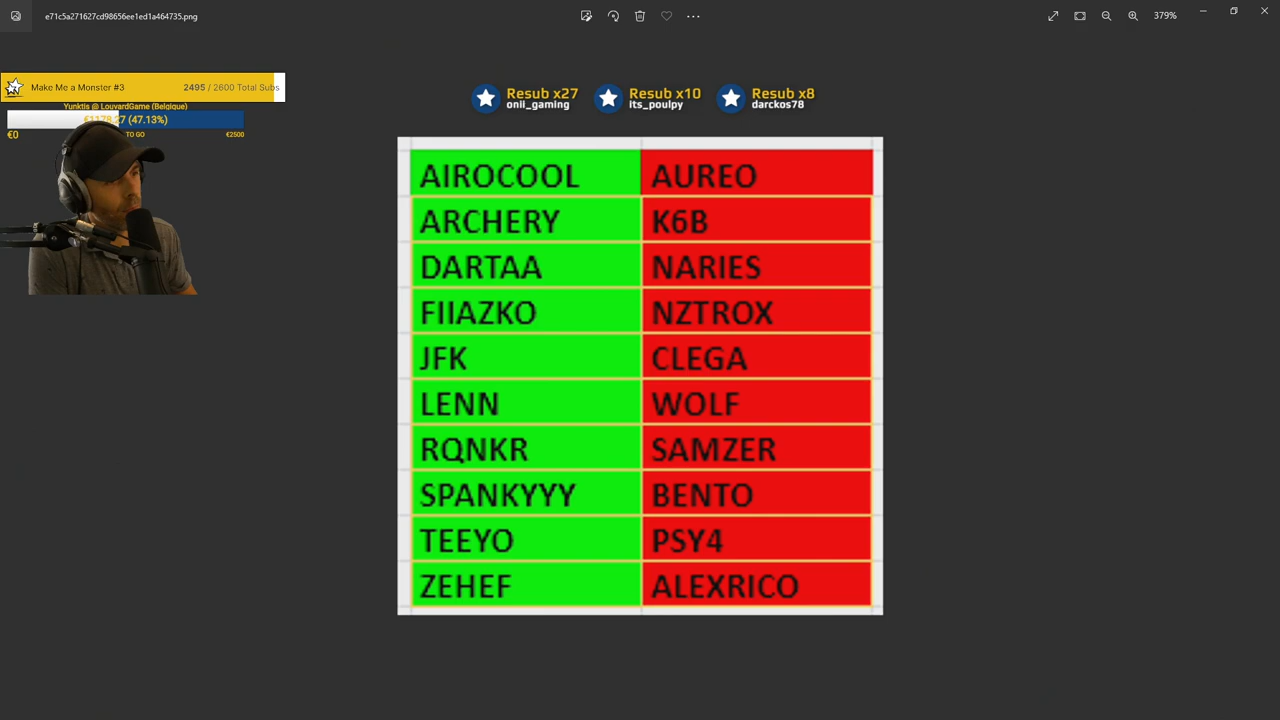 e71c5a271627cd98656ee1ed1a464735.png
379%
Make Me a Monster #3 2495 / 2600 Total Subs
Yunktis @ LouvardGame (Belgique)
€1178.27 (47.13%)
€0 TO GO €2500
Resub x27 Resub x10 Resub x8
onii_gaming its_poulpy darckos78
AIROCOOL AUREO
ARCHERY K6B
DARTAA NARIES
FIIAZKO NZTROX
JFK CLEGA
LENN WOLF
RQNKR SAMZER
SPANKYYY BENTO
TEEYO PSY4
ZEHEF ALEXRICO